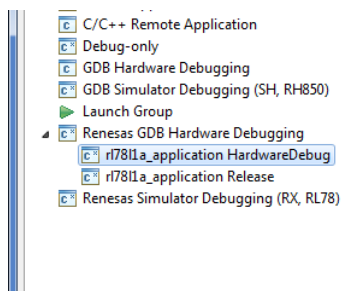 C/C++ Remote Application
Debug-only
GDB Hardware Debugging
GDB Simulator Debugging (SH, RH850)
Launch Group
Renesas GDB Hardware Debugging
rl78l1a_application HardwareDebug
rl78l1a_application Release
Renesas Simulator Debugging (RX, RL78)